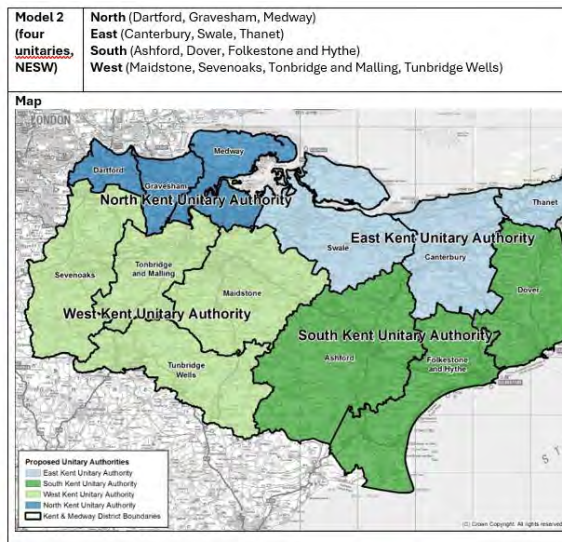 Model 2
(four
unitaries,
NESW)
North (Dartford, Gravesham, Medway)
East (Canterbury, Swale, Thanet)
South (Ashford, Dover, Folkestone and Hythe)
West (Maidstone, Sevenoaks, Tonbridge and Malling, Tunbridge Wells)
Map
LONDON
Medway
Dartford
Gravesham
North Kent Unitary Authority
Thanet
Swale
East Kent Unitary Authority
Canterbury
Sevenoaks
Tonbridge
and Malling
Maidstone
Dover
West Kent Unitary Authority
South Kent Unitary Authority
Ashford
Folkestone
and Hythe
Tunbridge
Wells
Proposed Unitary Authorities
East Kent Unitary Authority
South Kent Unitary Authority
West Kent Unitary Authority
North Kent Unitary Authority
Kent & Medway District Boundaries
(C) Crown Copyright. All rights reserved